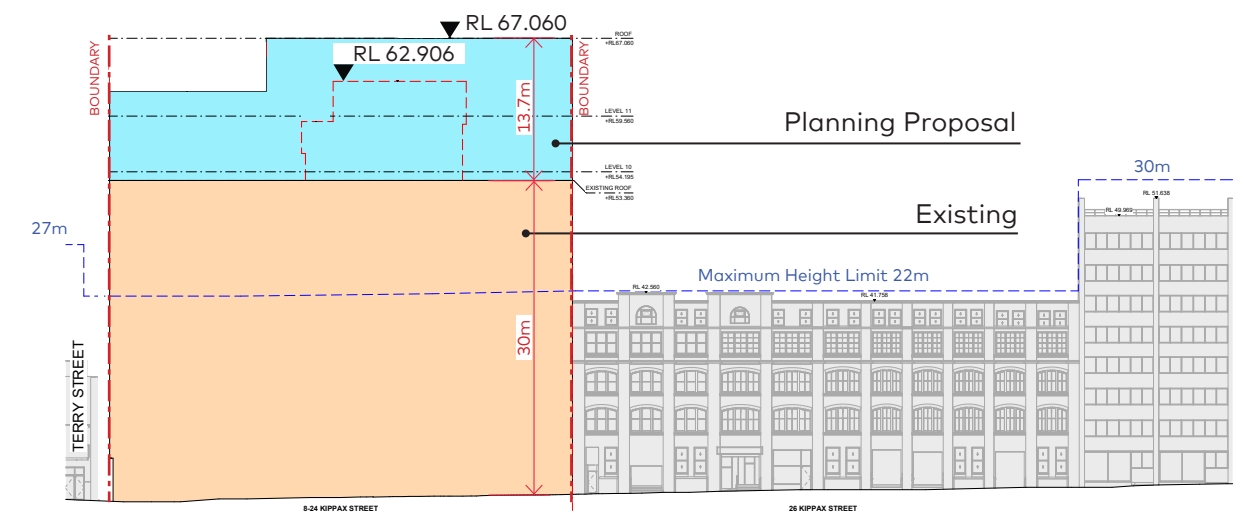 RL 67.060
ROOF
+RL67.060
RL 62.906
BOUNDARY
BOUNDARY
13.7m
LEVEL 11
+RL59.560
Planning Proposal
LEVEL 10
+RL54.195
30m
EXISTING ROOF
+RL53.360
RL 51.638
RL 49.969
Existing
27m
Maximum Height Limit 22m
RL 42.560
RL 41.758
30m
TERRY STREET
8-24 KIPPAX STREET
26 KIPPAX STREET